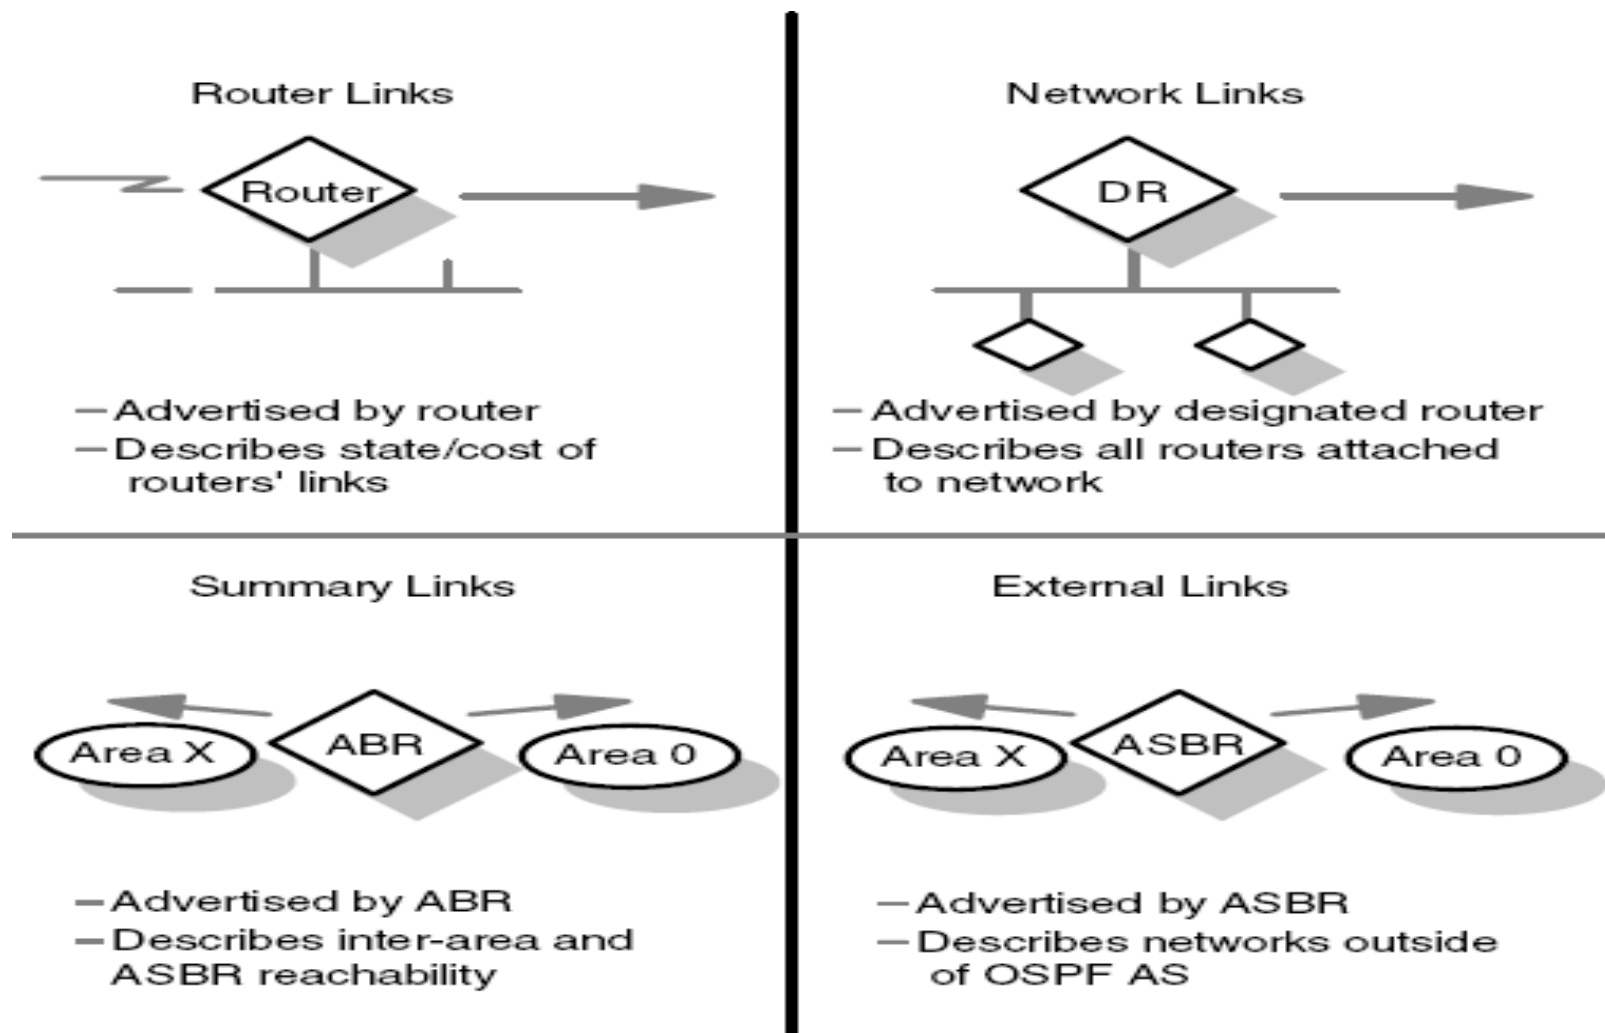 Router Links
Router
— Advertised by router
— Describes state/cost of
routers' links
Network Links
DR
— Advertised by designated router
— Describes all routers attached
to network
Summary Links
Area X
ABR
Area 0
— Advertised by ABR
— Describes inter-area and
ASBR reachability
External Links
Area X
ASBR
Area 0
— Advertised by ASBR
— Describes networks outside
of OSPF AS